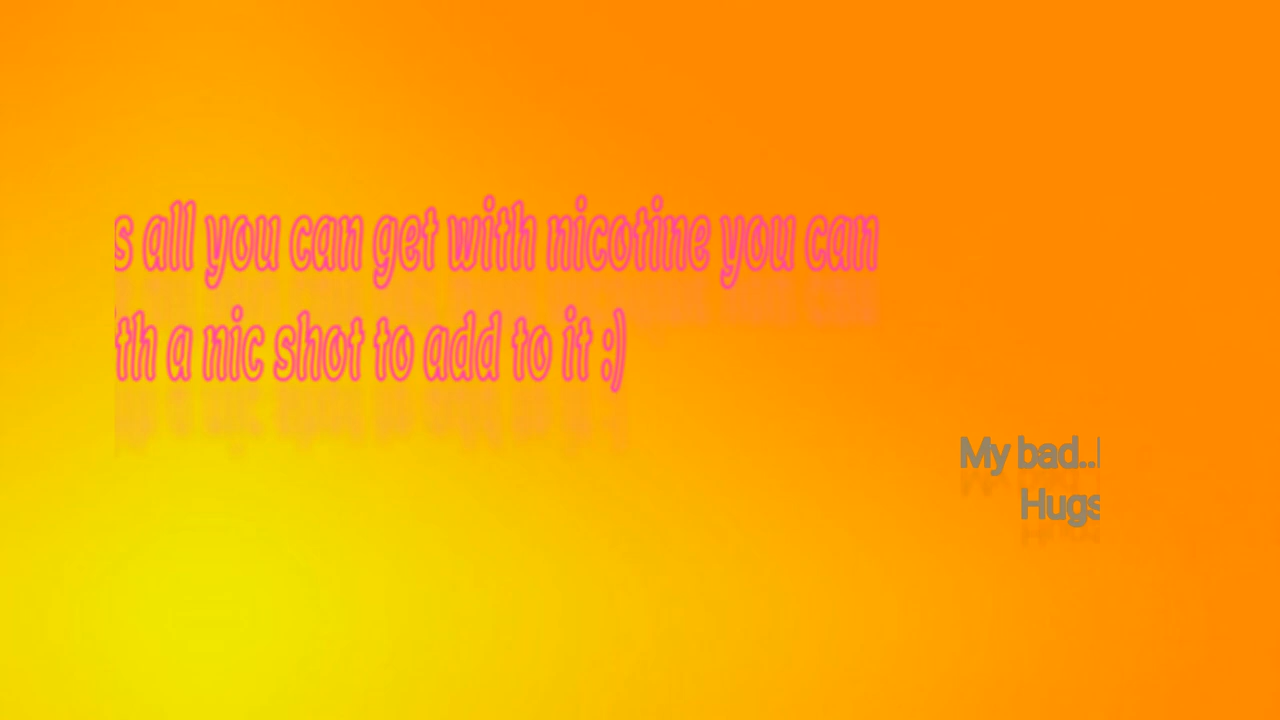 s all you can get with nicotine you can
th a nic shot to add to it :)
My bad..
Hugs